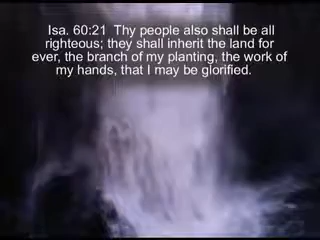 Isa. 60:21 Thy people also shall be all
righteous; they shall inherit the land for
ever, the branch of my planting, the work of
my hands, that I may be glorified.